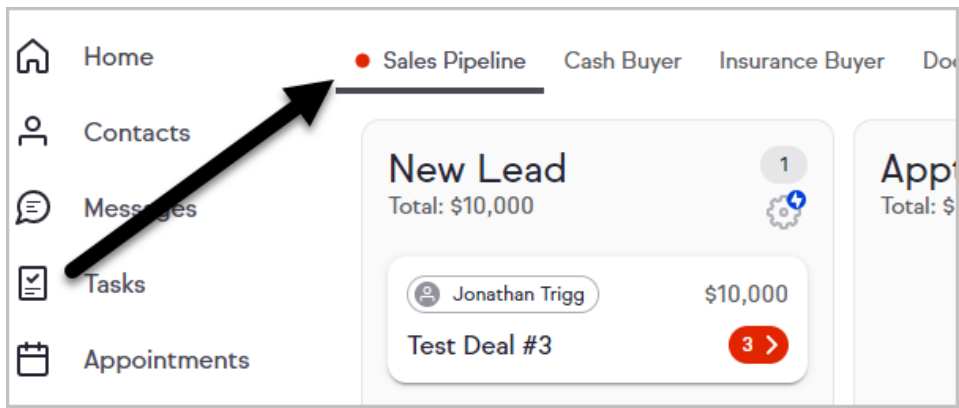 Home
Contacts
Messages
Tasks
Appointments
Sales Pipeline Cash Buyer Insurance Buyer
New Lead 1
Total: $10,000
Jonathan Trigg $10,000
Test Deal #3 3
Total: $